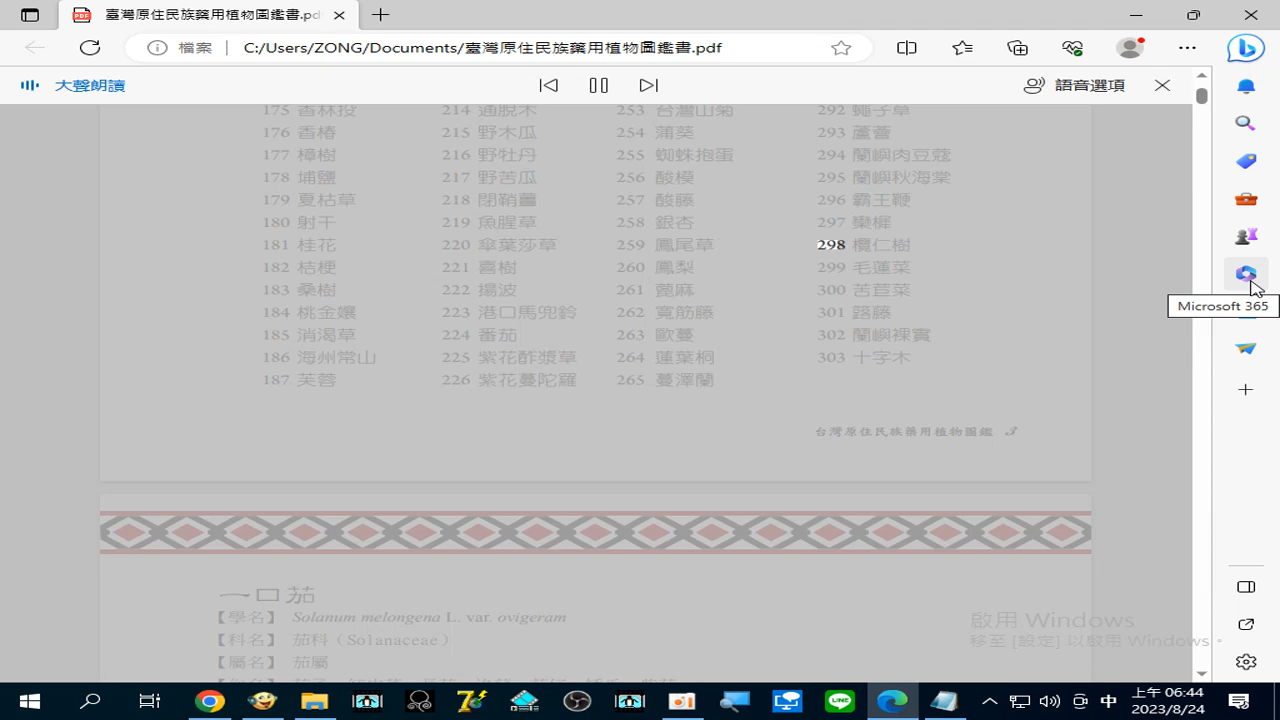 臺灣原住民族藥用植物圖鑑書.pd
檔案 C:/Users/ZONG/Documents/臺灣原住民族藥用植物圖鑑書.pdf
大聲朗讀 語音選項
175 香林投 214 通脫木 253 台灣山菊 292 蠅子草
176 香椿 215 野木瓜 254 蒲葵 293 蘆薈
177 樟樹 216 野牡丹 255 蜘蛛抱蛋 294 蘭嶼肉豆蔻
178 埔鹽 217 野苦瓜 256 酸模 295 蘭嶼秋海棠
179 夏枯草 218 閉鞘薑 257 酸藤 296 霸王鞭
180 射干 219 魚腥草 258 銀杏 297 欒樨
181 桂花 220 傘葉莎草 259 鳳尾草 298 欖仁樹
182 桔梗 221 喜樹 260 鳳梨 299 毛蓮菜
183 桑樹 222 揚波 261 蓖麻 300 苦苣菜
184 桃金孃 223 港口馬兜鈴 262 寬筋藤 301 露藤
185 消渴草 224 番茄 263 歐蔓 302 蘭嶼裸實
186 海州常山 225 紫花酢漿草 264 蓮葉桐 303 十字木
187 芙蓉 226 紫花蔓陀羅 265 蔓澤蘭
Microsoft 365
台灣原住民族藥用植物圖鑑
一口茄
【學名】 Solanum melongena L. var. ovigeram
【科名】 茄科（Solanaceae）
【屬名】 茄屬
啟用 Windows
移至 [設定] 以啟用 Windows。
中 上午 06:44
2023/8/24